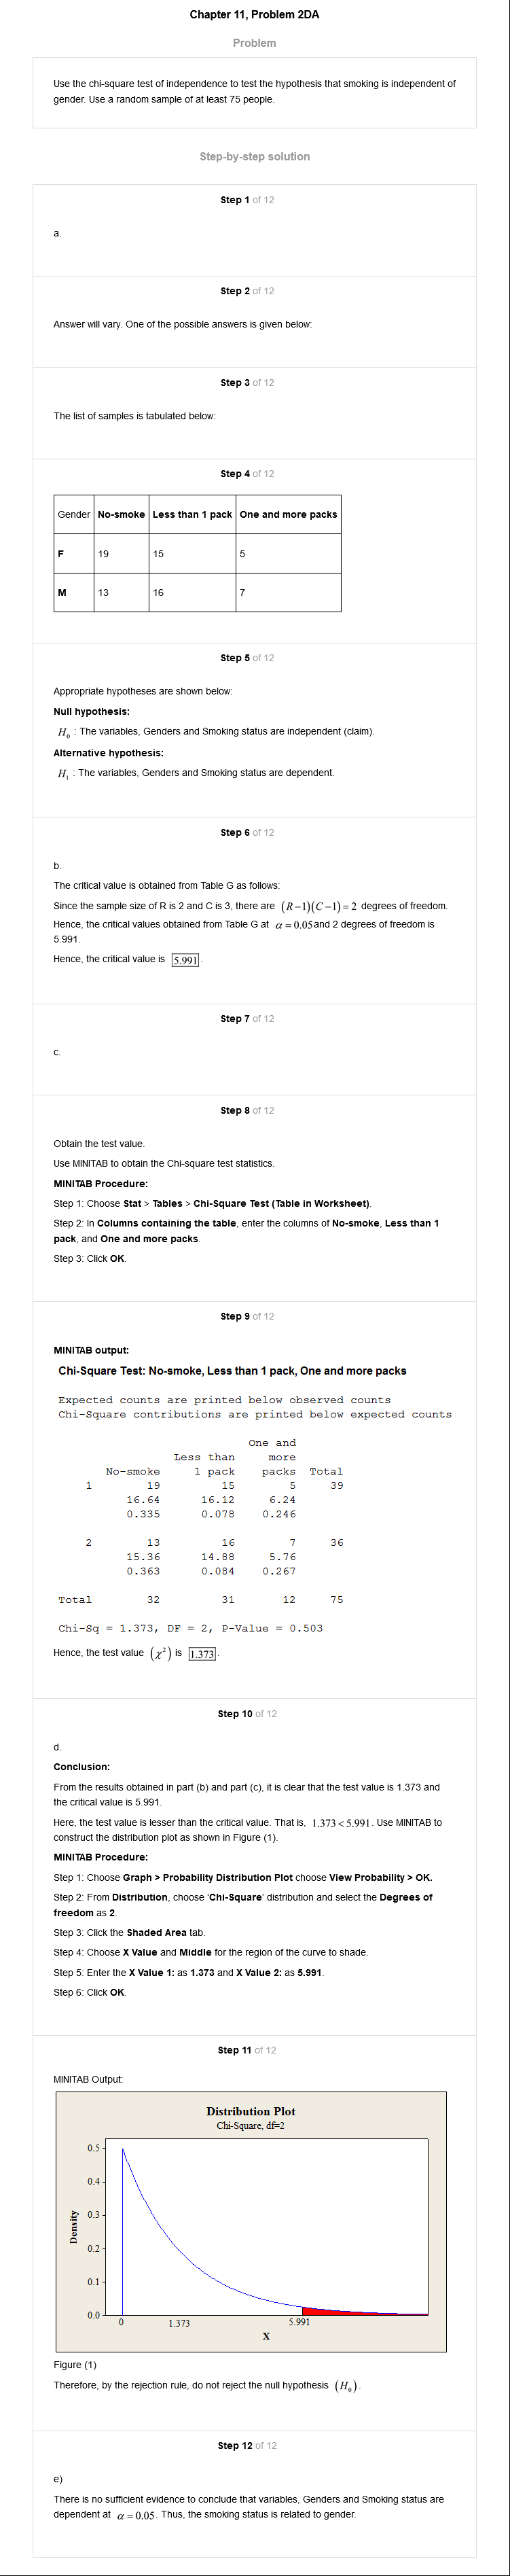 Chapter 11, Problem 2DA
Problem
Use the chi-square test of independence to test the hypothesis that smoking is independent of
gender. Use a random sample of at least 75 people.
Step-by-step solution
Step 1 of 12
a.
Step 2 of 12
Answer will vary. One of the possible answers is given below:
Step 3 of 12
The list of samples is tabulated below:
Step 4 of 12
Gender No-smoke Less than 1 pack One and more packs
F 19 15 5
M 13 16 7
Step 5 of 12
Appropriate hypotheses are shown below:
Null hypothesis:
H₀ : The variables, Genders and Smoking status are independent (claim).
Alternative hypothesis:
H₁ : The variables, Genders and Smoking status are dependent.
Step 6 of 12
b.
The critical value is obtained from Table G as follows:
Since the sample size of R is 2 and C is 3, there are (R−1)(C−1)=2 degrees of freedom.
Hence, the critical values obtained from Table G at α = 0.05 and 2 degrees of freedom is
5.991.
Hence, the critical value is 5.991.
Step 7 of 12
c.
Step 8 of 12
Obtain the test value.
Use MINITAB to obtain the Chi-square test statistics.
MINITAB Procedure:
Step 1: Choose Stat > Tables > Chi-Square Test (Table in Worksheet).
Step 2: In Columns containing the table, enter the columns of No-smoke, Less than 1
pack, and One and more packs.
Step 3: Click OK.
Step 9 of 12
MINITAB output:
Chi-Square Test: No-smoke, Less than 1 pack, One and more packs
Expected counts are printed below observed counts
Chi-Square contributions are printed below expected counts
One and
Less than more
No-smoke 1 pack packs Total
1 19 15 5 39
16.64 16.12 6.24
0.335 0.078 0.246
2 13 16 7 36
15.36 14.88 5.76
0.363 0.084 0.267
Total 32 31 12 75
Chi-Sq = 1.373, DF = 2, P-Value = 0.503
Hence, the test value (χ²) is 1.373.
Step 10 of 12
d.
Conclusion:
From the results obtained in part (b) and part (c), it is clear that the test value is 1.373 and
the critical value is 5.991.
Here, the test value is lesser than the critical value. That is, 1.373 < 5.991. Use MINITAB to
construct the distribution plot as shown in Figure (1).
MINITAB Procedure:
Step 1: Choose Graph > Probability Distribution Plot choose View Probability > OK.
Step 2: From Distribution, choose 'Chi-Square' distribution and select the Degrees of
freedom as 2.
Step 3: Click the Shaded Area tab.
Step 4: Choose X Value and Middle for the region of the curve to shade.
Step 5: Enter the X Value 1: as 1.373 and X Value 2: as 5.991.
Step 6: Click OK.
Step 11 of 12
MINITAB Output:
Distribution Plot
Chi-Square, df=2
0.5
0.4
0.3
0.2
0.1
0.0
Density
0 1.373 5.991
X
Figure (1)
Therefore, by the rejection rule, do not reject the null hypothesis (H₀).
Step 12 of 12
e)
There is no sufficient evidence to conclude that variables, Genders and Smoking status are
dependent at α = 0.05. Thus, the smoking status is related to gender.